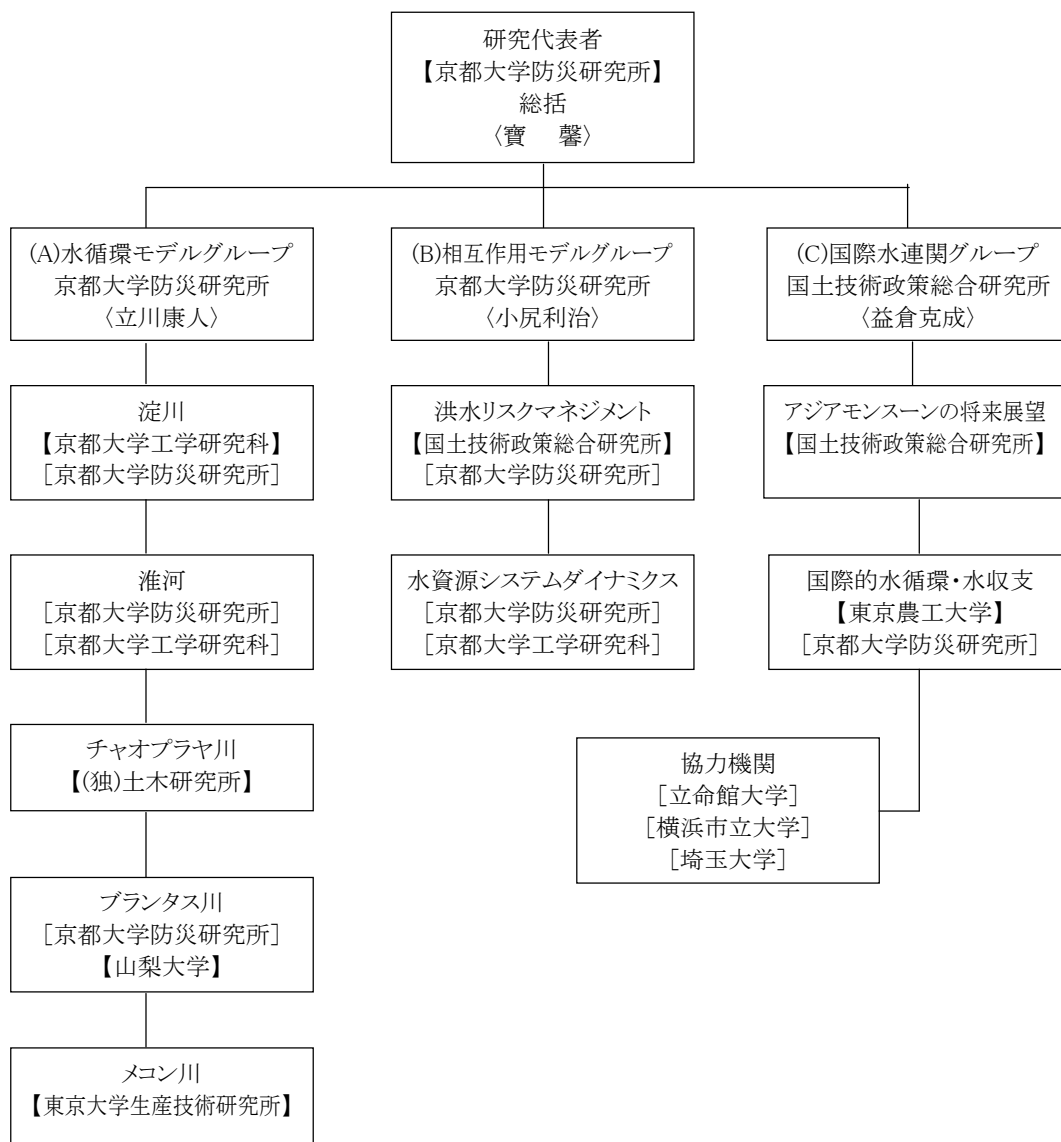 研究代表者
【京都大学防災研究所】
総括
〈寶　馨〉
(A)水循環モデルグループ
京都大学防災研究所
〈立川康人〉
(B)相互作用モデルグループ
京都大学防災研究所
〈小尻利治〉
(C)国際水連関グループ
国土技術政策総合研究所
〈益倉克成〉
淀川
【京都大学工学研究科】
[京都大学防災研究所]
洪水リスクマネジメント
【国土技術政策総合研究所】
[京都大学防災研究所]
アジアモンスーンの将来展望
【国土技術政策総合研究所】
淮河
[京都大学防災研究所]
[京都大学工学研究科]
水資源システムダイナミクス
[京都大学防災研究所]
[京都大学工学研究科]
国際的水循環・水収支
【東京農工大学】
[京都大学防災研究所]
チャオプラヤ川
【(独)土木研究所】
協力機関
[立命館大学]
[横浜市立大学]
[埼玉大学]
ブランタス川
[京都大学防災研究所]
【山梨大学】
メコン川
【東京大学生産技術研究所】